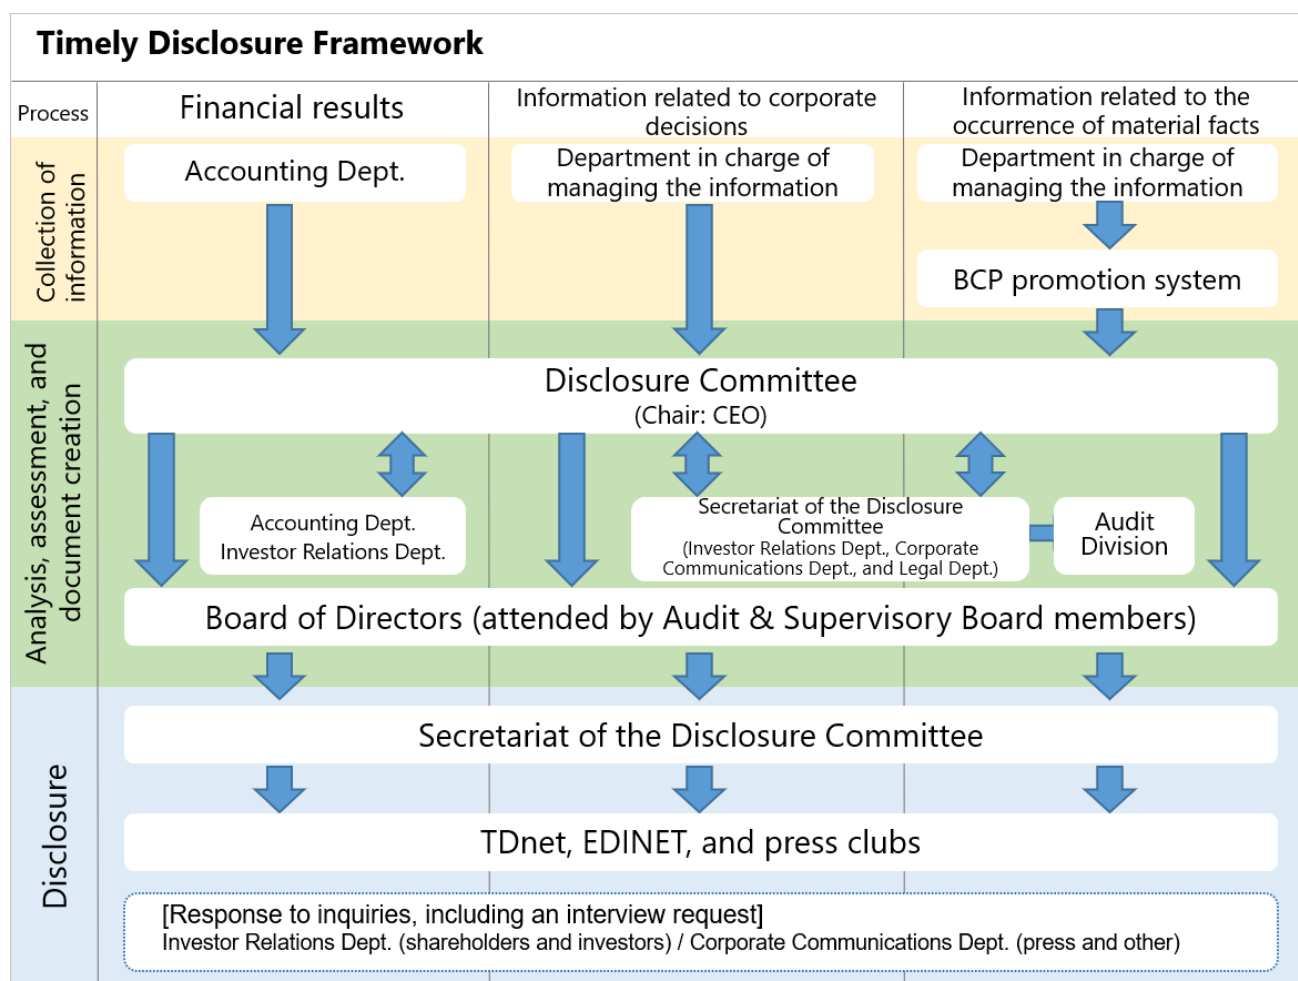 Timely Disclosure Framework
Process
Financial results
Information related to corporate
decisions
Information related to the
occurrence of material facts
Collection of
information
Accounting Dept.
Department in charge of
managing the information
Department in charge of
managing the information
BCP promotion system
Analysis, assessment, and
document creation
Disclosure Committee
(Chair: CEO)
Accounting Dept.
Investor Relations Dept.
Secretariat of the Disclosure
Committee
(Investor Relations Dept., Corporate
Communications Dept., and Legal Dept.)
Audit
Division
Board of Directors (attended by Audit & Supervisory Board members)
Disclosure
Secretariat of the Disclosure Committee
TDnet, EDINET, and press clubs
[Response to inquiries, including an interview request]
Investor Relations Dept. (shareholders and investors) / Corporate Communications Dept. (press and other)